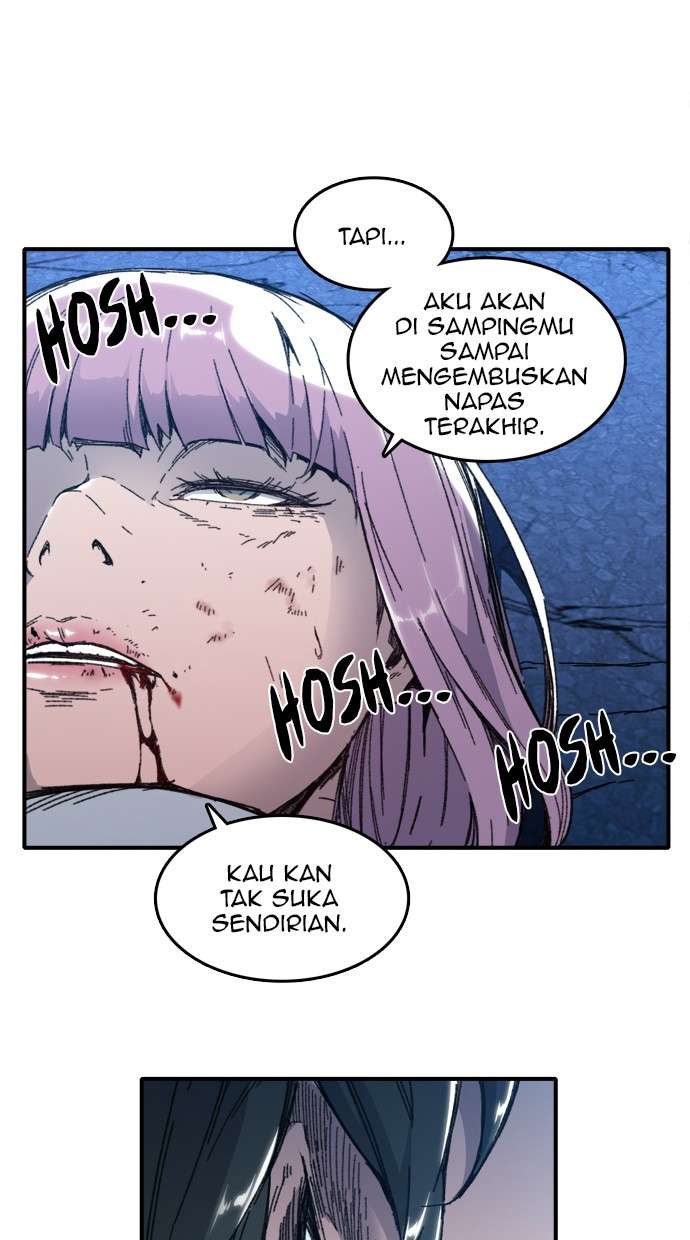 TAPI...
AKU AKAN
DI SAMPINGMU
SAMPAI
MENGEMBUSKAN
NAPAS
TERAKHIR.
HOSH...
HOSH...
HOSH...
KAU KAN
TAK SUKA
SENDIRIAN.